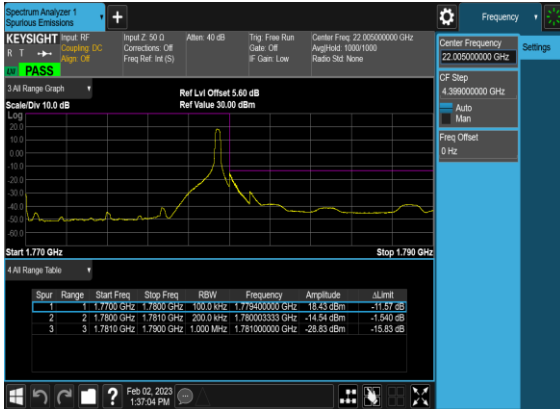 Spectrum Analyzer 1
Spurious Emissions
+
Frequency
KEYSIGHT
R T
LXI PASS
Input: RF
Coupling: DC
Align: Off
Input Z: 50 Ω
Corrections: Off
Freq Ref: Int (S)
Atten: 40 dB
Trig: Free Run
Gate: Off
IF Gain: Low
Center Freq: 22.005000000 GHz
Avg|Hold: 1000/1000
Radio Std: None
Center Frequency
22.005000000 GHz
Settings
CF Step
4.399000000 GHz
Auto
Man
Freq Offset
0 Hz
3 All Range Graph
Scale/Div 10.0 dB
Ref Lvl Offset 5.60 dB
Ref Value 30.00 dBm
Log
20.0
10.0
0.00
-10.0
-20.0
-30.0
-40.0
-50.0
-60.0
Start 1.770 GHz
Stop 1.790 GHz
4 All Range Table
Spur Range Start Freq Stop Freq RBW Frequency Amplitude ΔLimit
1 1 1.7700 GHz 1.7800 GHz 100.0 kHz 1.779400000 GHz 18.43 dBm -11.57 dB
2 2 1.7800 GHz 1.7810 GHz 200.0 kHz 1.780003333 GHz -14.54 dBm -1.540 dB
3 3 1.7810 GHz 1.7900 GHz 1.000 MHz 1.781000000 GHz -28.83 dBm -15.83 dB
?
Feb 02, 2023
1:37:04 PM